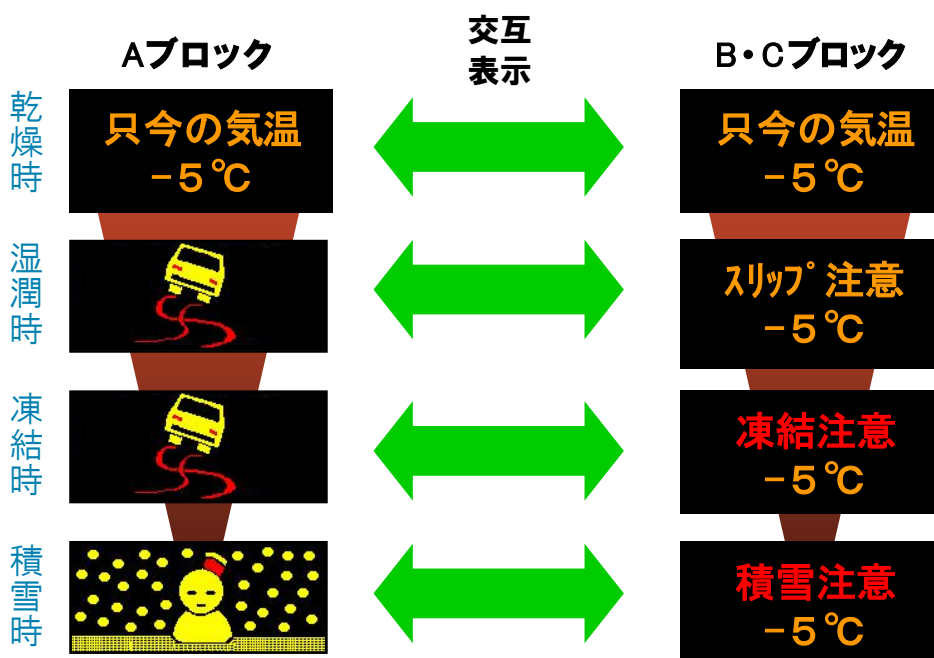 Aブロック
交互
表示
B・Cブロック
乾燥時
只今の気温
−5℃
只今の気温
−5℃
湿潤時
ｽﾘｯﾌﾟ注意
−5℃
凍結時
凍結注意
−5℃
積雪時
積雪注意
−5℃